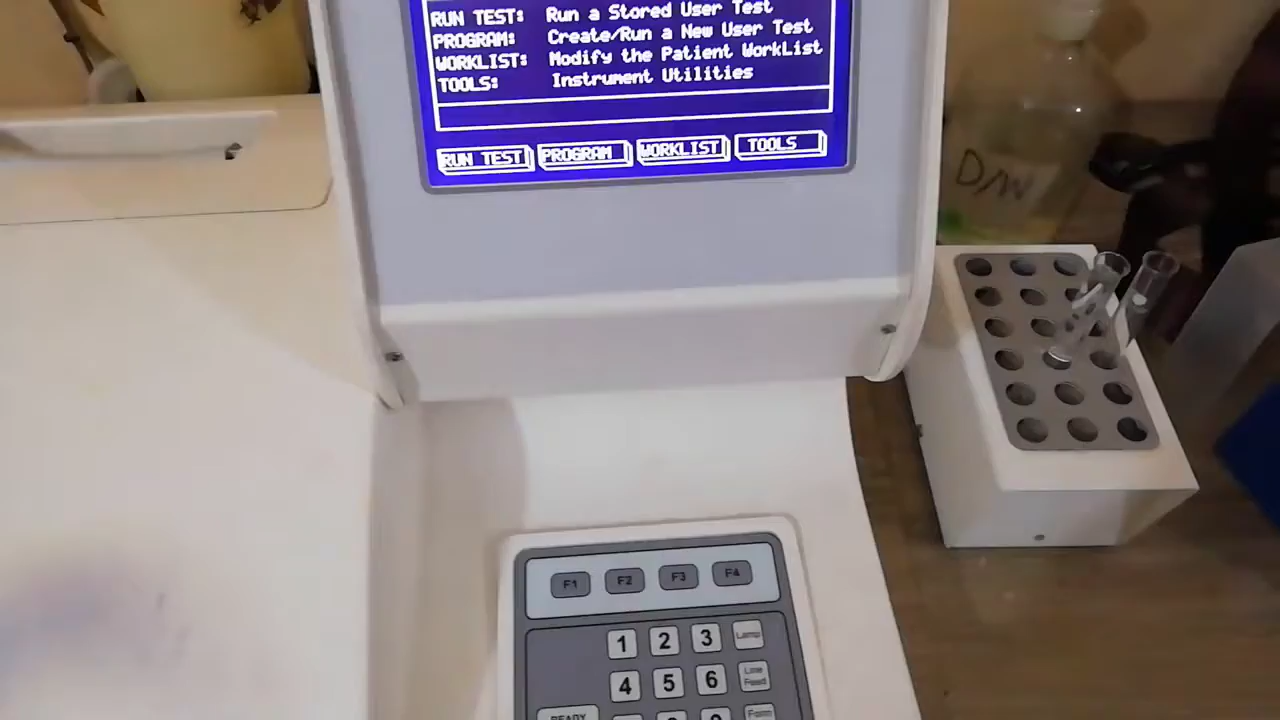 RUN TEST: Run a Stored User Test
PROGRAM: Create/Run a New User Test
WORKLIST: Modify the Patient WorkList
TOOLS: Instrument Utilities
RUN TEST PROGRAM WORKLIST TOOLS
D/W
F1 F2 F3 F4
1 2 3 Lamp
4 5 6 Line Feed
READY